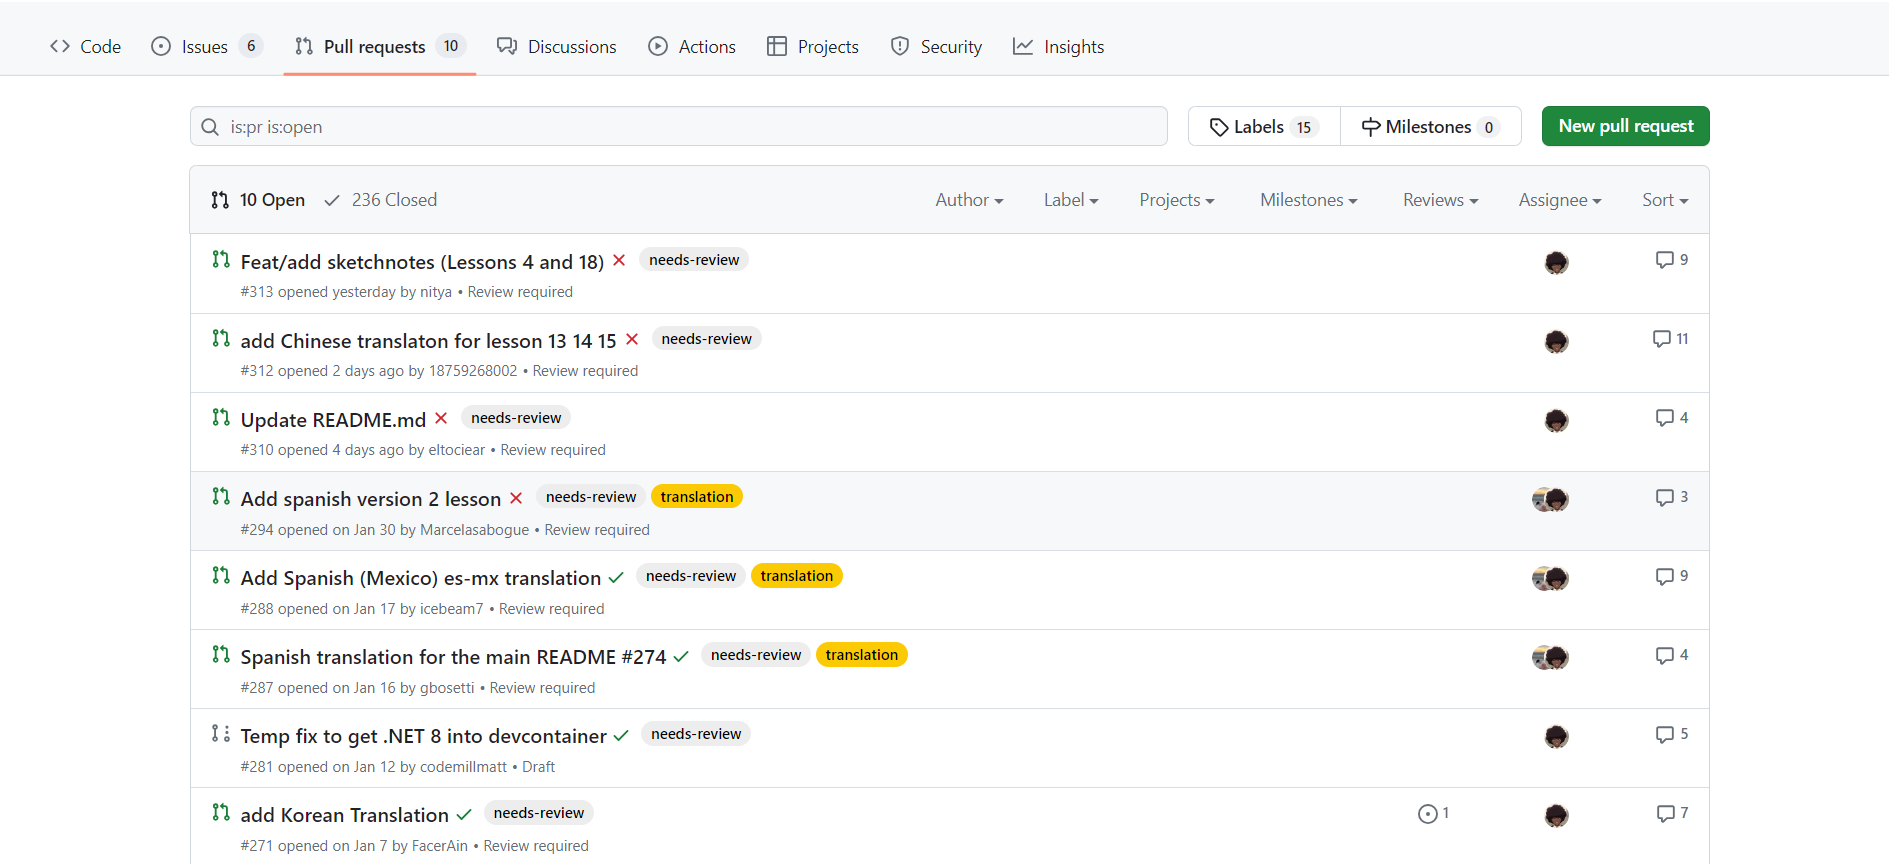 Code Issues 6 Pull requests 10 Discussions Actions Projects Security Insights
is:pr is:open Labels 15 Milestones 0 New pull request
10 Open 236 Closed Author Label Projects Milestones Reviews Assignee Sort
Feat/add sketchnotes (Lessons 4 and 18) needs-review 9
#313 opened yesterday by nitya • Review required
add Chinese translaton for lesson 13 14 15 needs-review 11
#312 opened 2 days ago by 18759268002 • Review required
Update README.md needs-review 4
#310 opened 4 days ago by eltociear • Review required
Add spanish version 2 lesson needs-review translation 3
#294 opened on Jan 30 by Marcelasabogue • Review required
Add Spanish (Mexico) es-mx translation needs-review translation 9
#288 opened on Jan 17 by icebeam7 • Review required
Spanish translation for the main README #274 needs-review translation 4
#287 opened on Jan 16 by gbosetti • Review required
Temp fix to get .NET 8 into devcontainer needs-review 5
#281 opened on Jan 12 by codemillmatt • Draft
add Korean Translation needs-review 1 7
#271 opened on Jan 7 by FacerAin • Review required